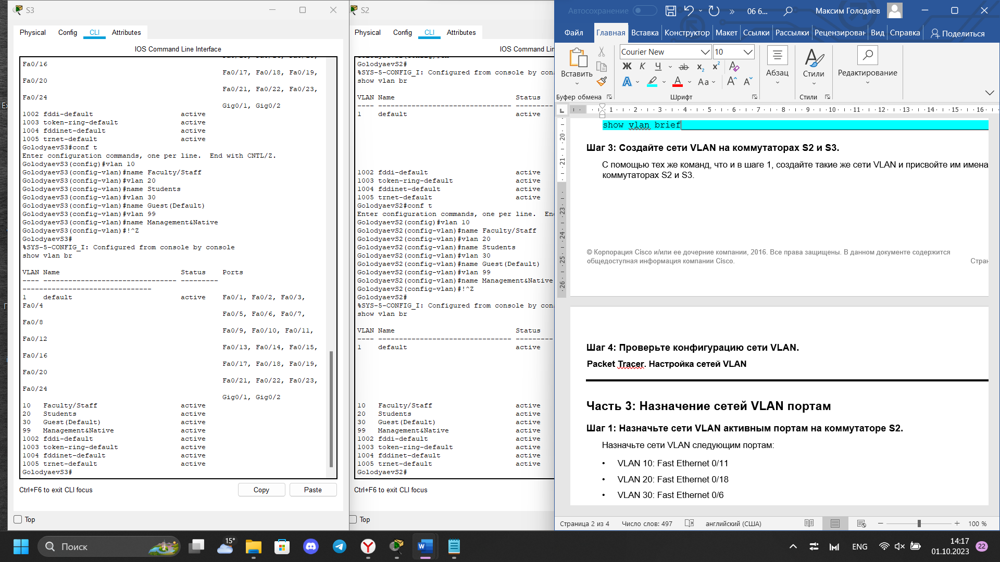 S3
Physical Config CLI Attributes
IOS Command Line Interface
Fa0/16
Fa0/17, Fa0/18, Fa0/19,
Fa0/20
Fa0/21, Fa0/22, Fa0/23,
Fa0/24
Gig0/1, Gig0/2
1002 fddi-default active
1003 token-ring-default active
1004 fddinet-default active
1005 trnet-default active
GolodyaevS3#conf t
Enter configuration commands, one per line. End with CNTL/Z.
GolodyaevS3(config)#vlan 10
GolodyaevS3(config-vlan)#name Faculty/Staff
GolodyaevS3(config-vlan)#vlan 20
GolodyaevS3(config-vlan)#name Students
GolodyaevS3(config-vlan)#vlan 30
GolodyaevS3(config-vlan)#name Guest(Default)
GolodyaevS3(config-vlan)#vlan 99
GolodyaevS3(config-vlan)#name Management&Native
GolodyaevS3(config-vlan)#!^Z
GolodyaevS3#
%SYS-5-CONFIG_I: Configured from console by console
show vlan br
VLAN Name Status Ports
---- -------------------------------- ---------
-------------------------------
1 default active Fa0/1, Fa0/2, Fa0/3,
Fa0/4
Fa0/5, Fa0/6, Fa0/7,
Fa0/8
Fa0/9, Fa0/10, Fa0/11,
Fa0/12
Fa0/13, Fa0/14, Fa0/15,
Fa0/16
Fa0/17, Fa0/18, Fa0/19,
Fa0/20
Fa0/21, Fa0/22, Fa0/23,
Fa0/24
Gig0/1, Gig0/2
10 Faculty/Staff active
20 Students active
30 Guest(Default) active
99 Management&Native active
1002 fddi-default active
1003 token-ring-default active
1004 fddinet-default active
1005 trnet-default active
GolodyaevS3#
Ctrl+F6 to exit CLI focus
Copy Paste
Top
S2
Physical Config CLI Attributes
IOS Command Lin
GolodyaevS2#
%SYS-5-CONFIG_I: Configured from console by con
show vlan br
VLAN Name Status
---- -------------------------------- ---------
1 default active
1002 fddi-default active
1003 token-ring-default active
1004 fddinet-default active
1005 trnet-default active
GolodyaevS2#conf t
Enter configuration commands, one per line. En
GolodyaevS2(config)#vlan 10
GolodyaevS2(config-vlan)#name Faculty/Staff
GolodyaevS2(config-vlan)#vlan 20
GolodyaevS2(config-vlan)#name Students
GolodyaevS2(config-vlan)#vlan 30
GolodyaevS2(config-vlan)#name Guest(Default)
GolodyaevS2(config-vlan)#vlan 99
GolodyaevS2(config-vlan)#name Management&Native
GolodyaevS2(config-vlan)#!^Z
GolodyaevS2#
%SYS-5-CONFIG_I: Configured from console by con
show vlan br
VLAN Name Status
---- -------------------------------- ---------
1 default active
10 Faculty/Staff active
20 Students active
30 Guest(Default) active
99 Management&Native active
1002 fddi-default active
1003 token-ring-default active
1004 fddinet-default active
1005 trnet-default active
GolodyaevS2#
Ctrl+F6 to exit CLI focus
Top
Автосохранение 06 6... Максим Голодяев
Файл Главная Вставка Конструктор Макет Ссылки Рассылки Рецензирован Вид Справка Поделиться
Courier New 10
Вставить Ж К Ч ab x₂ x² Абзац Стили Редактирование
Aa
Буфер обмена Шрифт Стили
1 2 3 4 5 6 7 8 9 10 11 12 13 14 15 16
20 21 23 24 25 26
show vlan brief
Шаг 3: Создайте сети VLAN на коммутаторах S2 и S3.
С помощью тех же команд, что и в шаге 1, создайте такие же сети VLAN и присвойте им имена
коммутаторах S2 и S3.
© Корпорация Cisco и/или ее дочерние компании, 2016. Все права защищены. В данном документе содержится
общедоступная информация компании Cisco. Стран
Шаг 4: Проверьте конфигурацию сети VLAN.
Packet Tracer. Настройка сетей VLAN
Часть 3: Назначение сетей VLAN портам
Шаг 1: Назначьте сети VLAN активным портам на коммутаторе S2.
Назначьте сети VLAN следующим портам:
• VLAN 10: Fast Ethernet 0/11
• VLAN 20: Fast Ethernet 0/18
• VLAN 30: Fast Ethernet 0/6
Страница 2 из 4 Число слов: 497 английский (США) 100 %
Поиск 15° ENG 14:17
01.10.2023 22